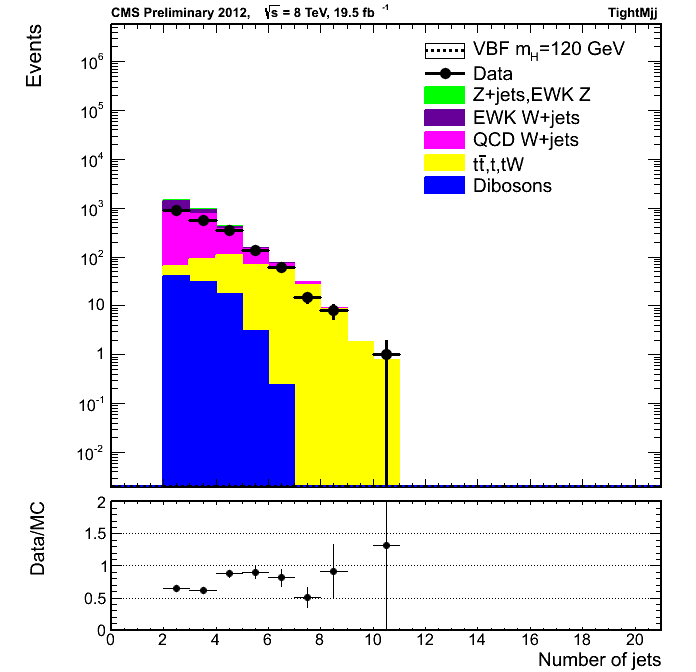 CMS Preliminary 2012, √s = 8 TeV, 19.5 fb⁻¹ TightMjj
Events
10⁶
10⁵
10⁴
10³
10²
10
1
10⁻¹
10⁻²
VBF m_H=120 GeV
Data
Z+jets,EWK Z
EWK W+jets
QCD W+jets
tt̄,t,tW
Dibosons
Data/MC
2
1.5
1
0.5
0
0 2 4 6 8 10 12 14 16 18 20
Number of jets